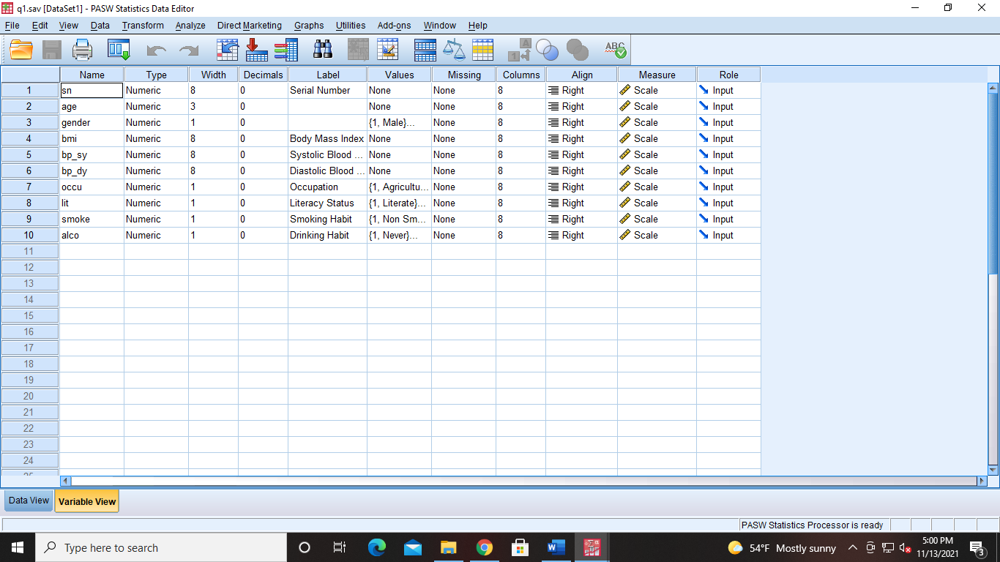 q1.sav [DataSet1] - PASW Statistics Data Editor
File Edit View Data Transform Analyze Direct Marketing Graphs Utilities Add-ons Window Help
Name Type Width Decimals Label Values Missing Columns Align Measure Role
1 sn Numeric 8 0 Serial Number None None 8 Right Scale Input
2 age Numeric 3 0 None None 8 Right Scale Input
3 gender Numeric 1 0 {1, Male}... None 8 Right Scale Input
4 bmi Numeric 8 0 Body Mass Index None None 8 Right Scale Input
5 bp_sy Numeric 8 0 Systolic Blood ... None None 8 Right Scale Input
6 bp_dy Numeric 8 0 Diastolic Blood ... None None 8 Right Scale Input
7 occu Numeric 1 0 Occupation {1, Agricultu... None 8 Right Scale Input
8 lit Numeric 1 0 Literacy Status {1, Literate}... None 8 Right Scale Input
9 smoke Numeric 1 0 Smoking Habit {1, Non Sm... None 8 Right Scale Input
10 alco Numeric 1 0 Drinking Habit {1, Never}... None 8 Right Scale Input
11
12
13
14
15
16
17
18
19
20
21
22
23
24
Data View Variable View
PASW Statistics Processor is ready
Type here to search
54°F Mostly sunny
5:00 PM
11/13/2021
3